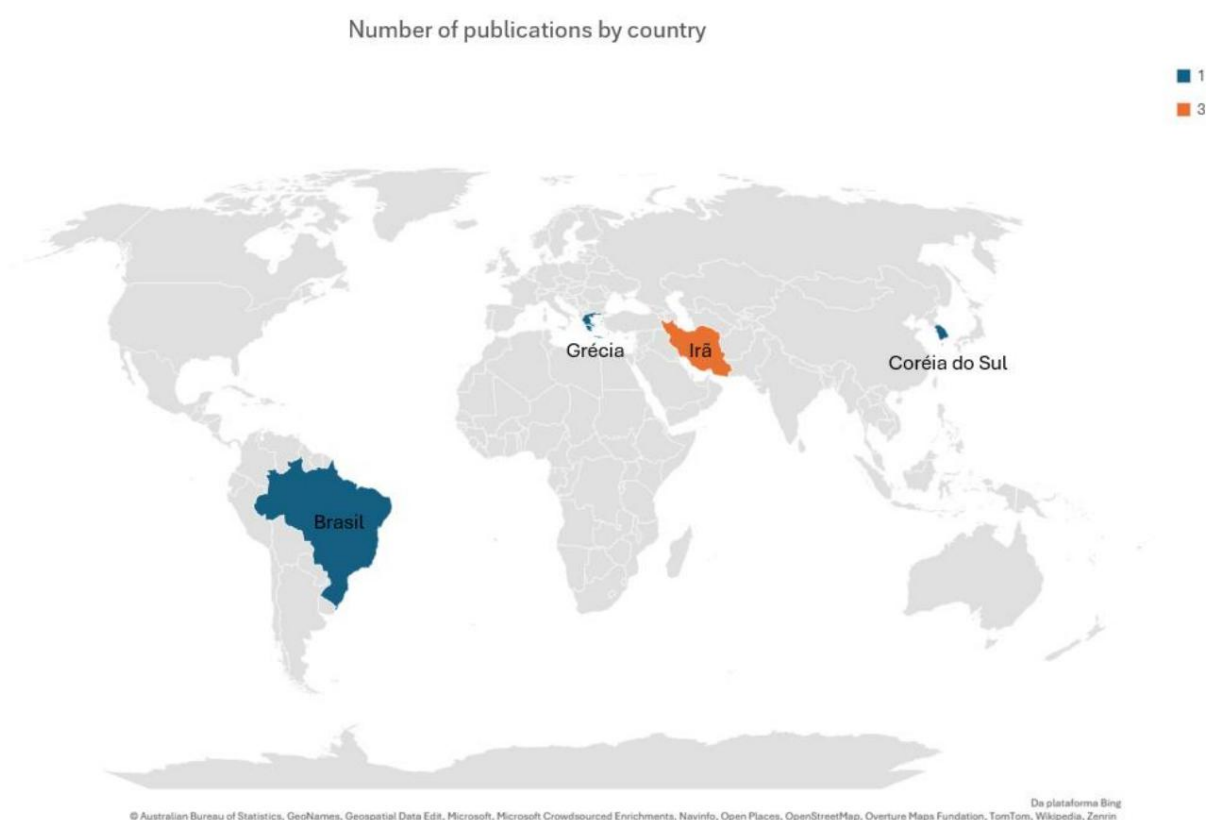 Number of publications by country
1
3
Grécia
Irã
Coréia do Sul
Brasil
Da plataforma Bing
© Australian Bureau of Statistics, GeoNames, Geospatial Data Edit, Microsoft, Microsoft Crowdsourced Enrichments, Navinfo, Open Places, OpenStreetMap, Overture Maps Fundation, TomTom, Wikipedia, Zenrin